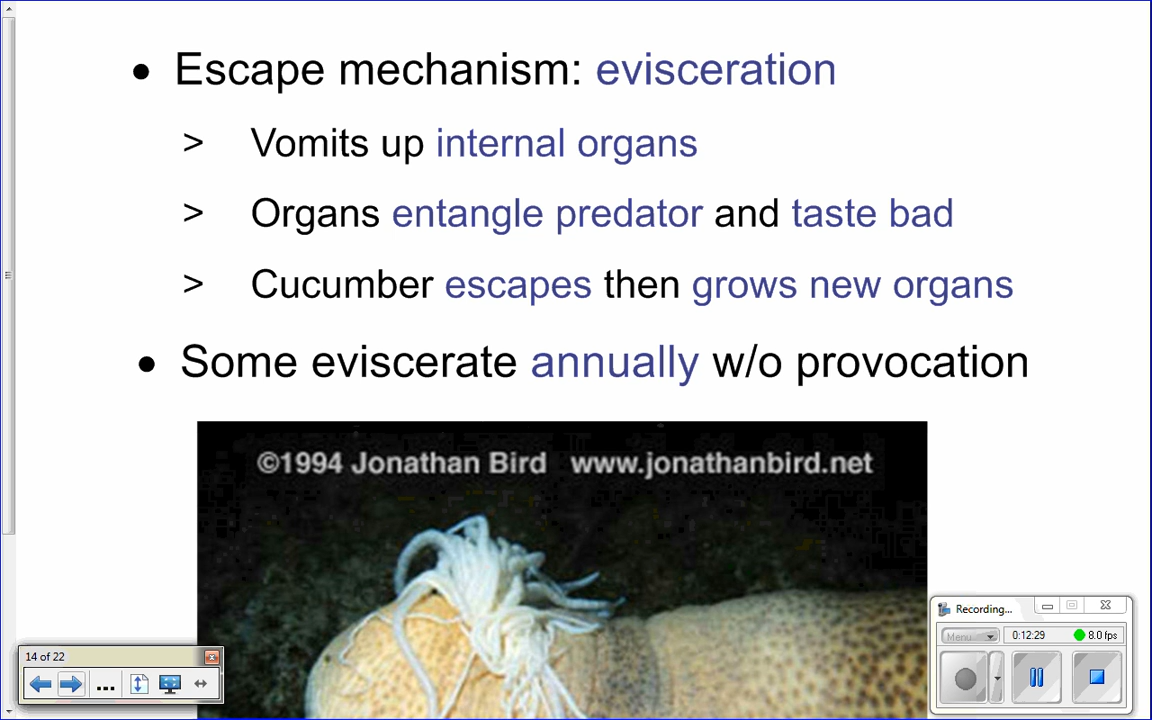 • Escape mechanism: evisceration
> Vomits up internal organs
> Organs entangle predator and taste bad
> Cucumber escapes then grows new organs
• Some eviscerate annually w/o provocation
©1994 Jonathan Bird www.jonathanbird.net
Recording...
Menu 0:12:29 8.0 fps
14 of 22
...